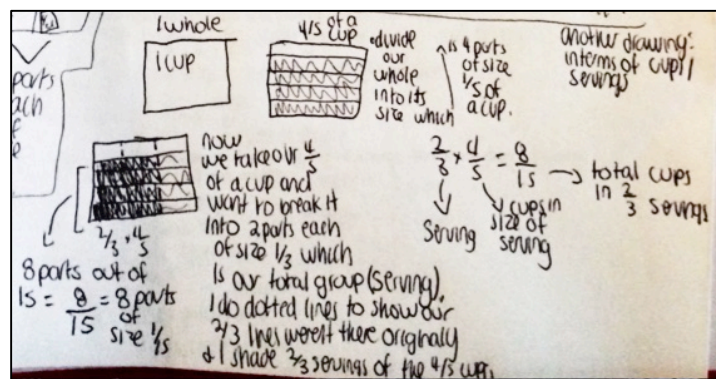 parts
ach
f
e
1 whole
1 cup
4/5 of a
cup
• divide
our
whole
into 1/5
size which
is 4 parts
of size
1/5 of
a cup.
another drawing:
in terms of cups/
servings
now
we take our 4/5
of a cup and
want to break it
into 2 parts each
of size 1/3 which
is our total group (serving).
I do dotted lines to show our
2/3 lines weren't there originally
& I shade 2/3 servings of the 4/5 cups.
2/3 · 4/5
8 parts out of
15 = 8/15 = 8 parts
of
size 1/15
2/3 × 4/5 = 8/15 → total cups
in 2/3 servings
Serving
cups in
size of
serving